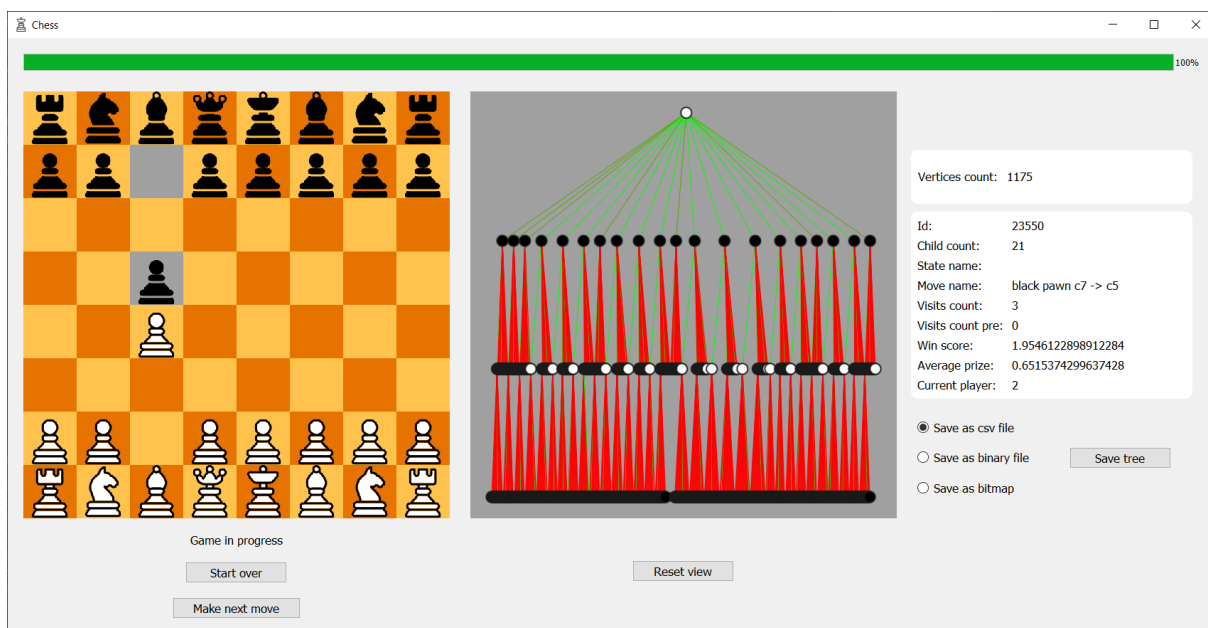 Chess
100%
Vertices count: 1175
Id: 23550
Child count: 21
State name:
Move name: black pawn c7 -> c5
Visits count: 3
Visits count pre: 0
Win score: 1.9546122898912284
Average prize: 0.6515374299637428
Current player: 2
Save as csv file
Save as binary file
Save tree
Save as bitmap
Game in progress
Start over
Reset view
Make next move